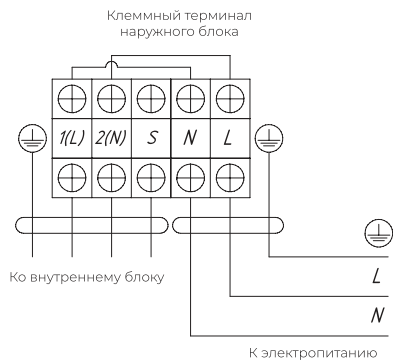 Клеммный терминал
наружного блока
1(L) 2(N) S N L
Ко внутреннему блоку
L
N
К электропитанию